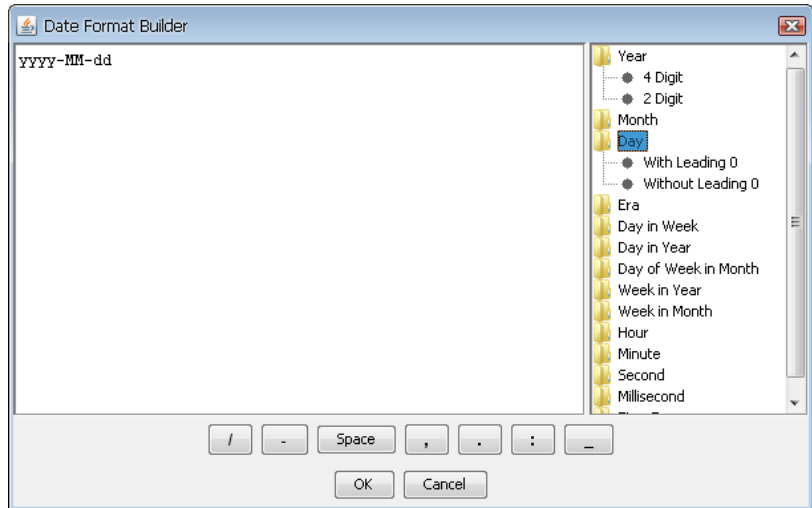 Date Format Builder
yyyy-MM-dd
Year
4 Digit
2 Digit
Month
Day
With Leading 0
Without Leading 0
Era
Day in Week
Day in Year
Day of Week in Month
Week in Year
Week in Month
Hour
Minute
Second
Millisecond
/ - Space , . : _
OK Cancel